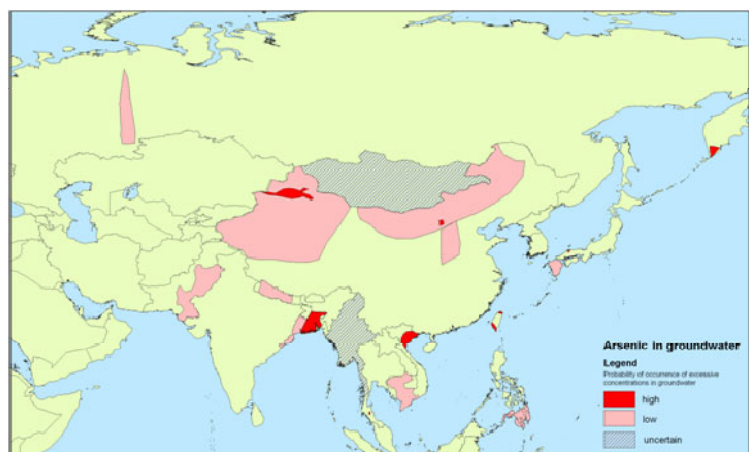 Arsenic in groundwater
Legend
Probability of occurrence of excessive
concentrations in groundwater
high
low
uncertain